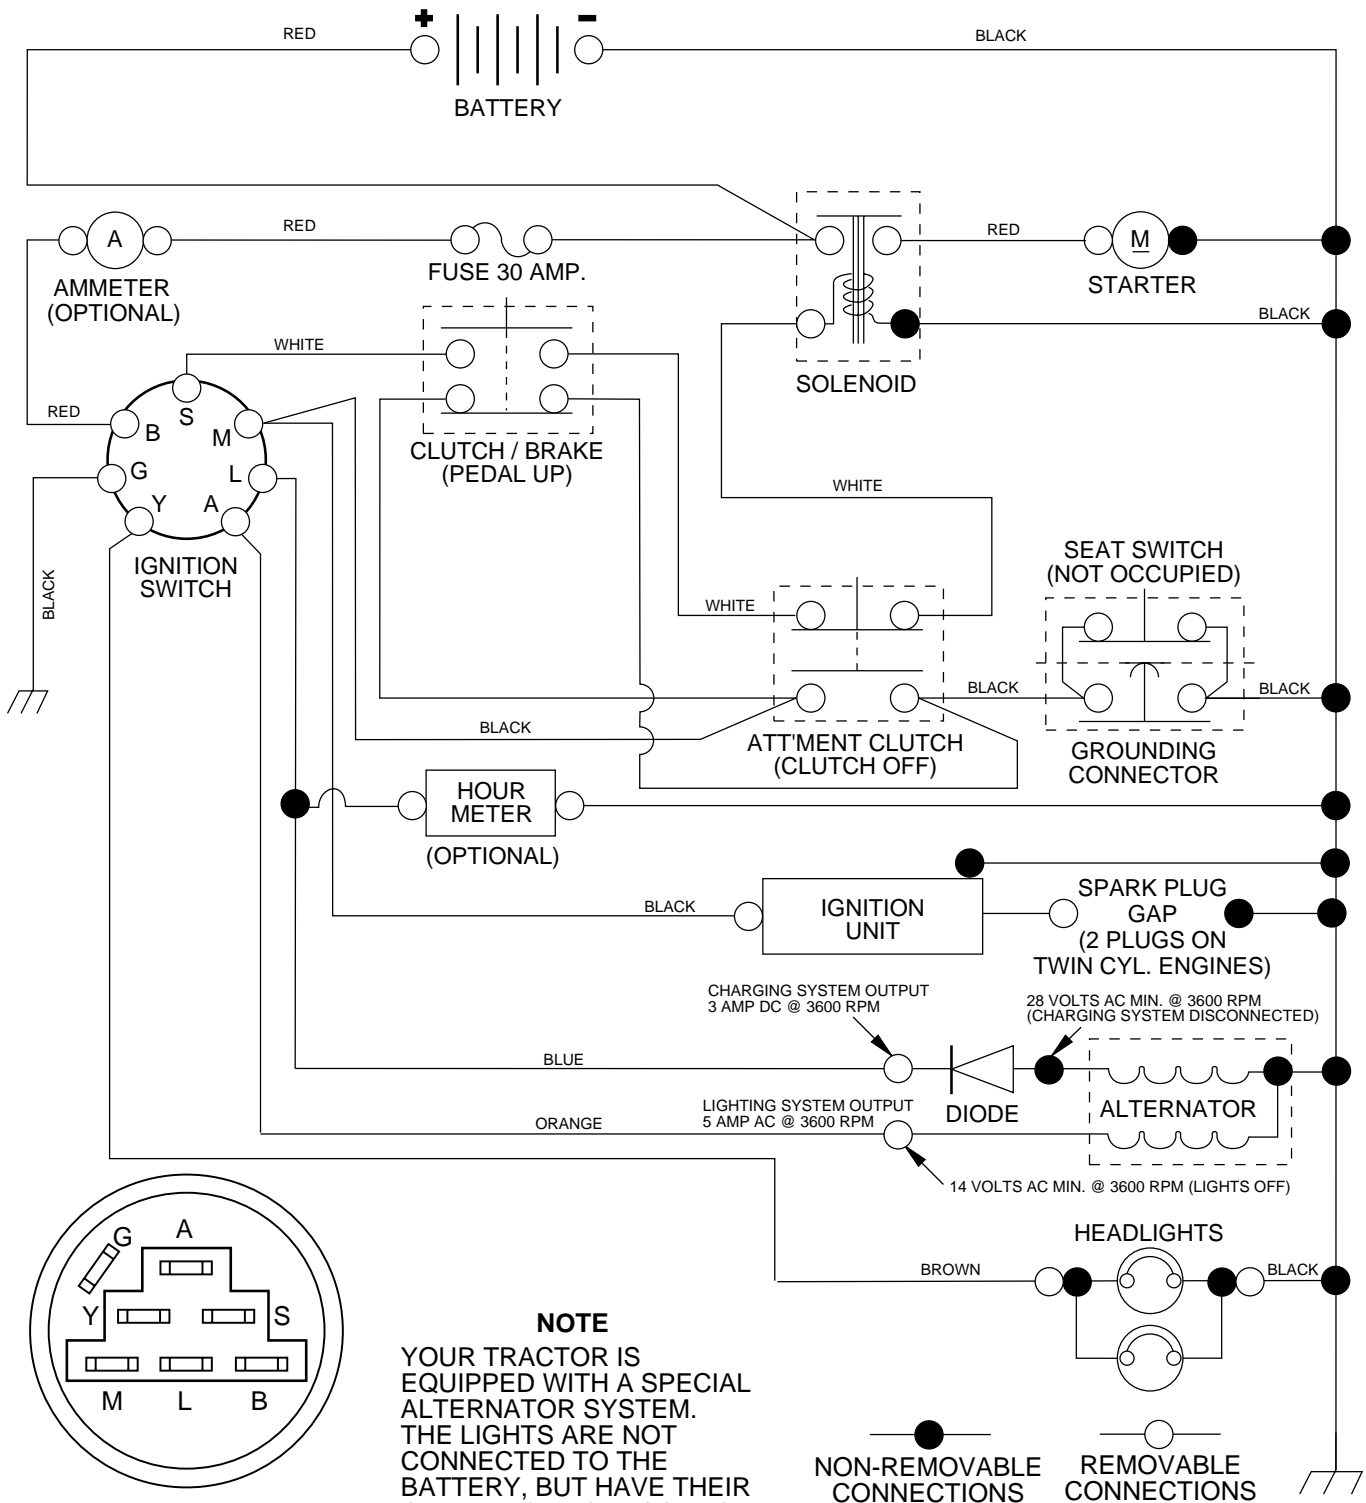 +
-
RED
BLACK
BATTERY
A
RED
RED
M
AMMETER
(OPTIONAL)
FUSE 30 AMP.
STARTER
BLACK
WHITE
SOLENOID
RED
S
B
M
G
L
Y
A
CLUTCH / BRAKE
(PEDAL UP)
WHITE
IGNITION
SWITCH
BLACK
SEAT SWITCH
(NOT OCCUPIED)
WHITE
BLACK
BLACK
BLACK
ATT'MENT CLUTCH
(CLUTCH OFF)
GROUNDING
CONNECTOR
HOUR
METER
(OPTIONAL)
BLACK
IGNITION
UNIT
SPARK PLUG
GAP
(2 PLUGS ON
TWIN CYL. ENGINES)
CHARGING SYSTEM OUTPUT
3 AMP DC @ 3600 RPM
28 VOLTS AC MIN. @ 3600 RPM
(CHARGING SYSTEM DISCONNECTED)
BLUE
DIODE
ALTERNATOR
LIGHTING SYSTEM OUTPUT
5 AMP AC @ 3600 RPM
ORANGE
14 VOLTS AC MIN. @ 3600 RPM (LIGHTS OFF)
HEADLIGHTS
BROWN
BLACK
G
A
Y
S
M
L
B
NOTE
YOUR TRACTOR IS
EQUIPPED WITH A SPECIAL
ALTERNATOR SYSTEM.
THE LIGHTS ARE NOT
CONNECTED TO THE
BATTERY, BUT HAVE THEIR
NON-REMOVABLE
CONNECTIONS
REMOVABLE
CONNECTIONS